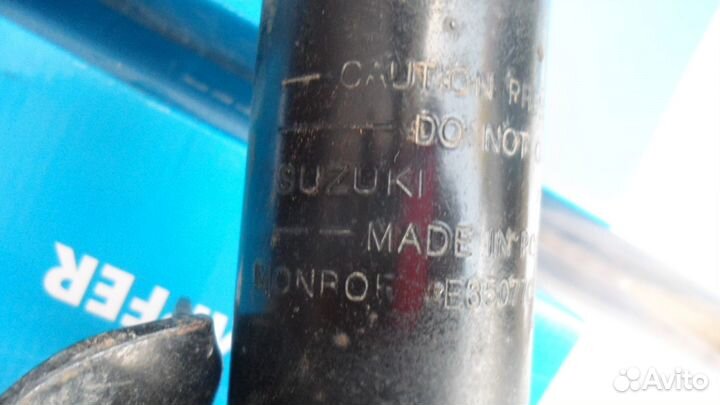 CAUTION
DO NOT
SUZUKI
MADE IN
MONROE
FER
Avito